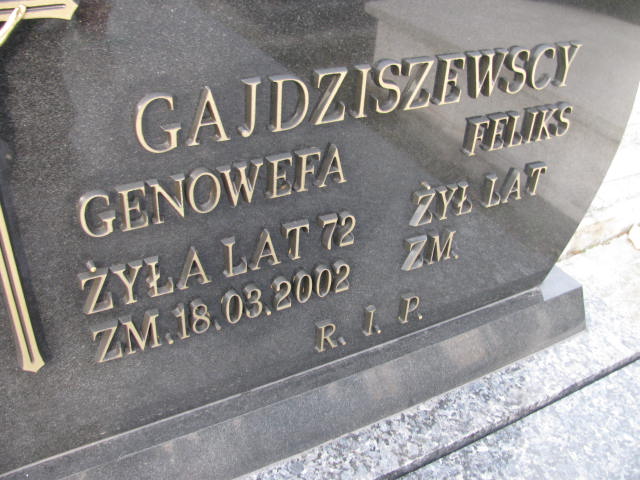 GAJDZISZEWSCY
GENOWEFA
ŻYŁA LAT 72
ZM. 18. 03. 2002
FELIKS
ŻYŁ LAT
ZM.
R. I. P.